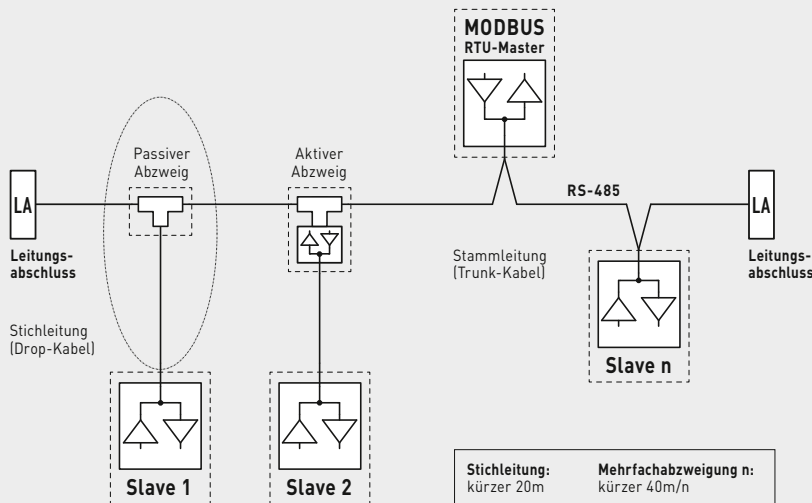 MODBUS
RTU-Master
Passiver
Abzweig
Aktiver
Abzweig
LA
RS-485
LA
Leitungs-
abschluss
Stammleitung
(Trunk-Kabel)
Leitungs-
abschluss
Stichleitung
(Drop-Kabel)
Slave n
Slave 1
Slave 2
Stichleitung:
kürzer 20m
Mehrfachabzweigung n:
kürzer 40m/n